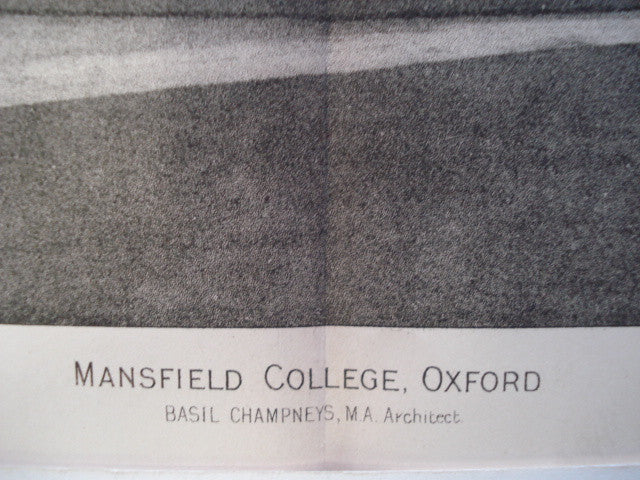 MANSFIELD COLLEGE, OXFORD
BASIL CHAMPNEYS, M.A. Architect.